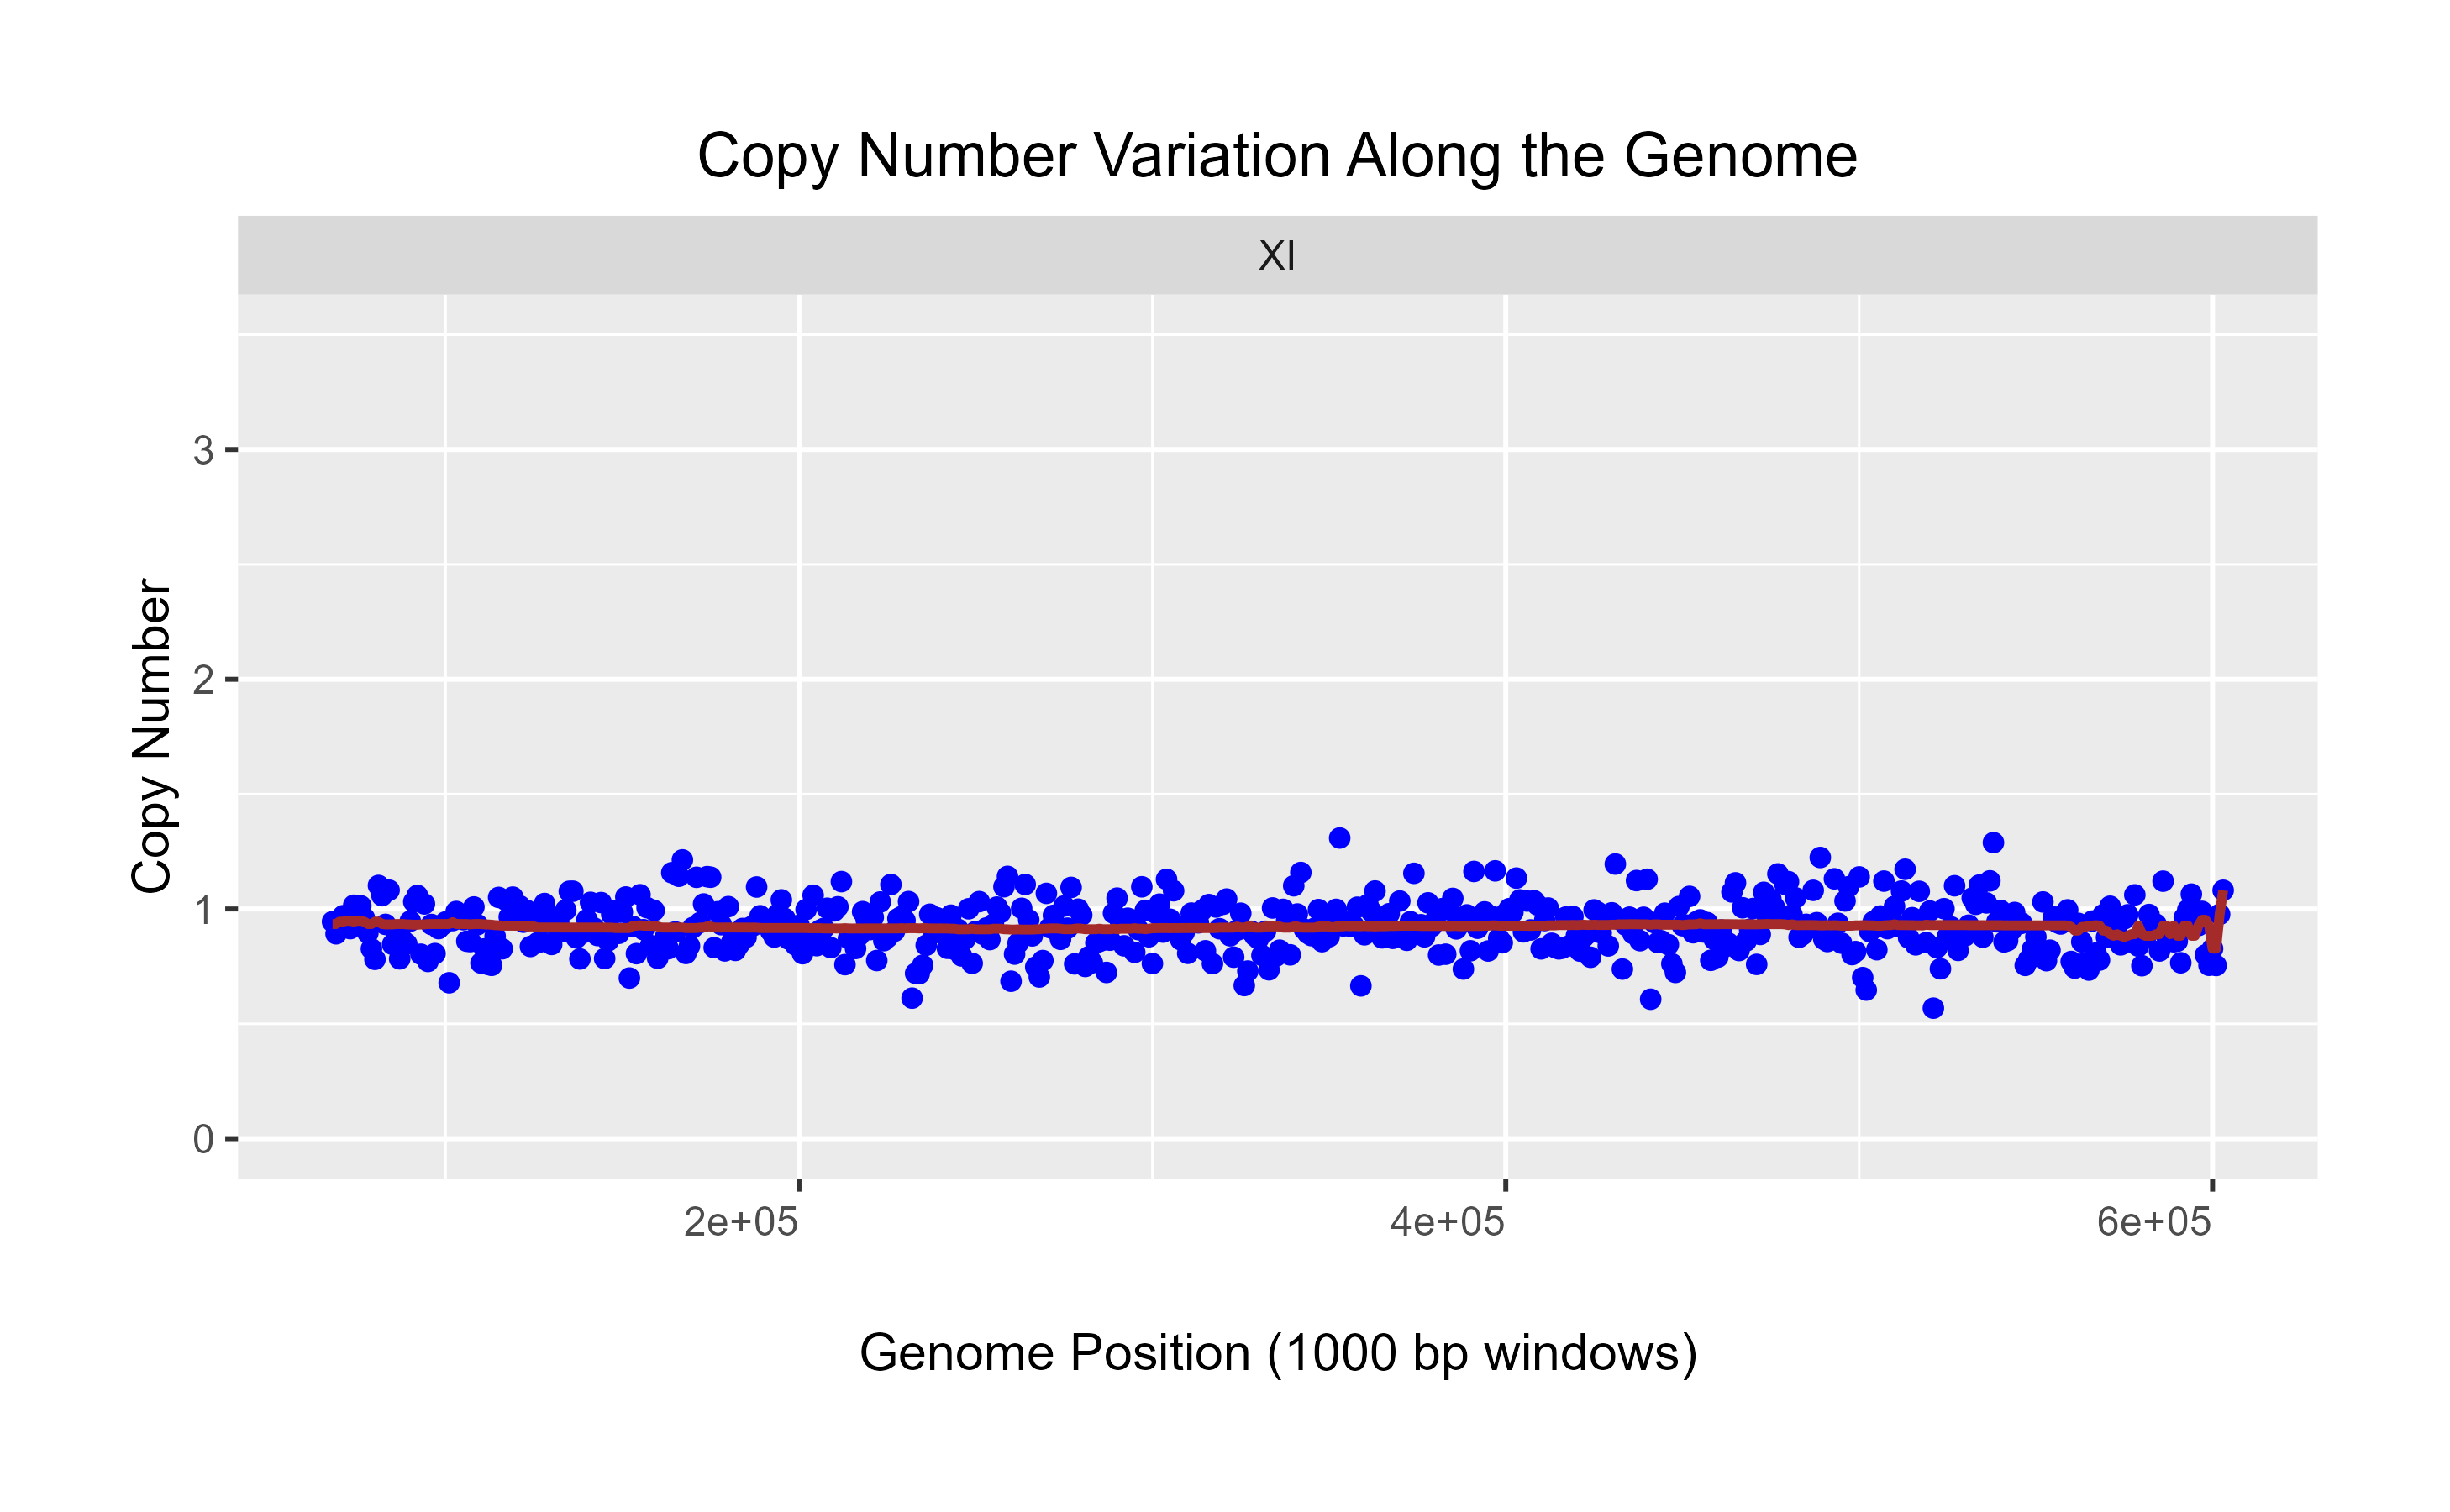 Copy Number Variation Along the Genome
XI
Copy Number
3
2
1
0
2e+05
4e+05
6e+05
Genome Position (1000 bp windows)